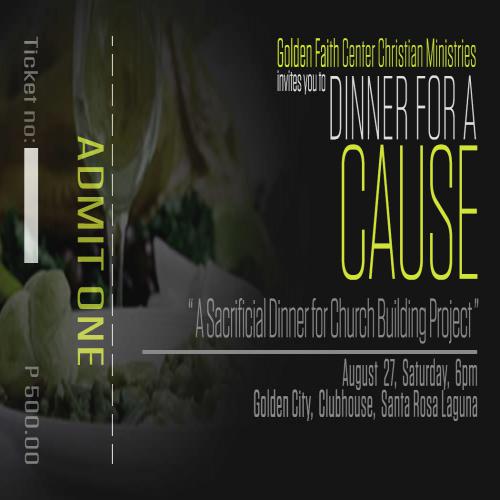 Ticket no:
P 500.00
ADMIT ONE
Golden Faith Center Christian Ministries
invites you to
DINNER FOR A
CAUSE
“A Sacrificial Dinner for Church Building Project”
August 27, Saturday, 6pm
Golden City, Clubhouse, Santa Rosa Laguna